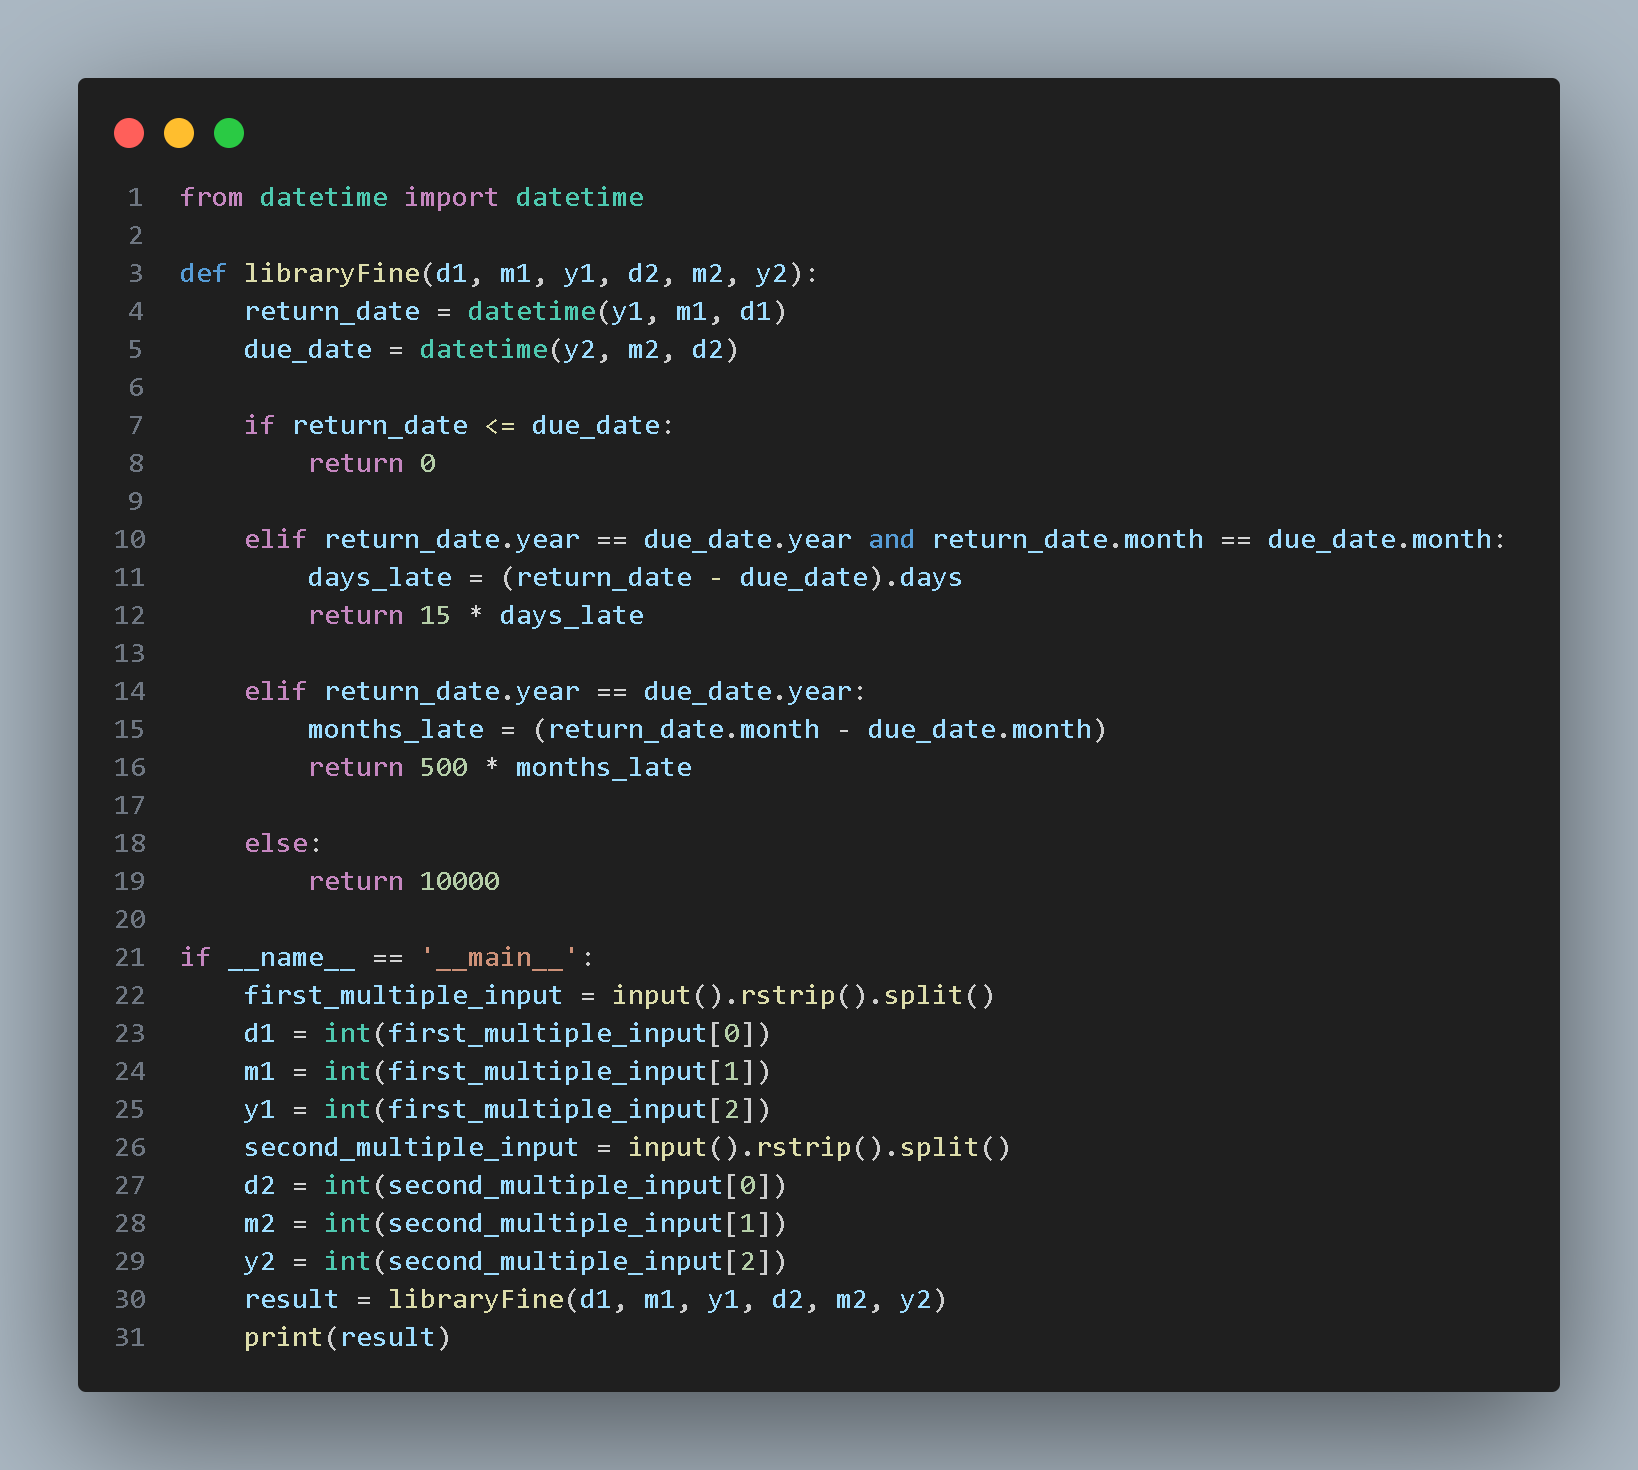 1 from datetime import datetime
2
3 def libraryFine(d1, m1, y1, d2, m2, y2):
4     return_date = datetime(y1, m1, d1)
5     due_date = datetime(y2, m2, d2)
6
7     if return_date <= due_date:
8         return 0
9
10     elif return_date.year == due_date.year and return_date.month == due_date.month:
11         days_late = (return_date - due_date).days
12         return 15 * days_late
13
14     elif return_date.year == due_date.year:
15         months_late = (return_date.month - due_date.month)
16         return 500 * months_late
17
18     else:
19         return 10000
20
21 if __name__ == '__main__':
22     first_multiple_input = input().rstrip().split()
23     d1 = int(first_multiple_input[0])
24     m1 = int(first_multiple_input[1])
25     y1 = int(first_multiple_input[2])
26     second_multiple_input = input().rstrip().split()
27     d2 = int(second_multiple_input[0])
28     m2 = int(second_multiple_input[1])
29     y2 = int(second_multiple_input[2])
30     result = libraryFine(d1, m1, y1, d2, m2, y2)
31     print(result)